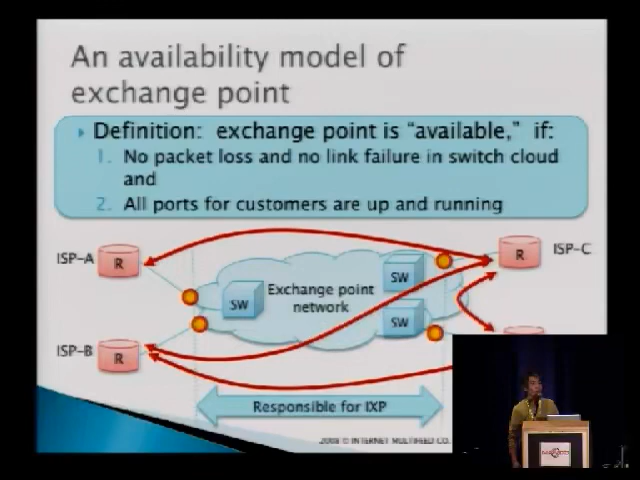 An availability model of
exchange point
Definition: exchange point is “available,” if:
1. No packet loss and no link failure in switch cloud
and
2. All ports for customers are up and running
ISP-A
R
R
ISP-C
SW
Exchange point
network
SW
SW
ISP-B
R
Responsible for IXP
2008 © INTERNET MULTIFEED CO.